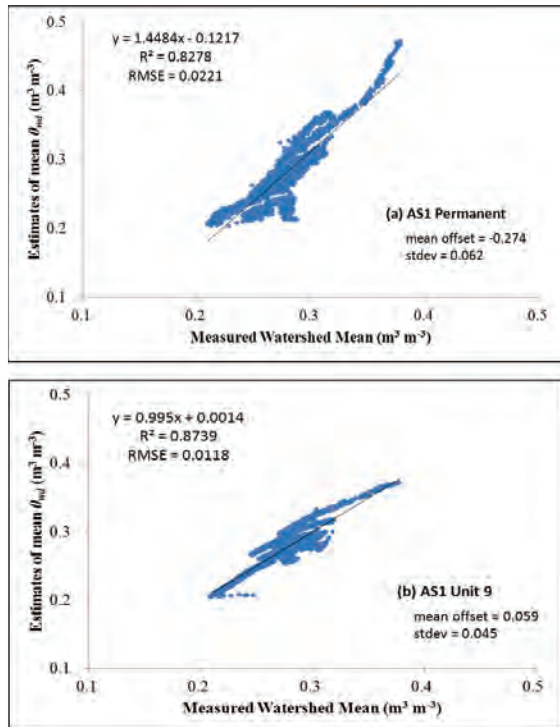 0.5
y = 1.4484x - 0.1217
R² = 0.8278
RMSE = 0.0221
0.4
0.3
0.2
0.1
Estimates of mean θ (m³ m⁻³)
(a) AS1 Permanent
mean offset = -0.274
stdev = 0.062
0.1 0.2 0.3 0.4 0.5
Measured Watershed Mean (m³ m⁻³)
0.5
y = 0.995x + 0.0014
R² = 0.8739
RMSE = 0.0118
0.4
0.3
0.2
0.1
Estimates of mean θ (m³ m⁻³)
(b) AS1 Unit 9
mean offset = 0.059
stdev = 0.045
0.1 0.2 0.3 0.4 0.5
Measured Watershed Mean (m³ m⁻³)